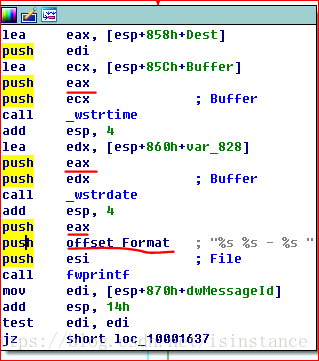 lea eax, [esp+858h+Dest]
push edi
lea ecx, [esp+85Ch+Buffer]
push eax
push ecx ; Buffer
call _wstrtime
add esp, 4
lea edx, [esp+860h+var_828]
push eax
push edx ; Buffer
call _wstrdate
add esp, 4
push eax
push offset Format ; "%s %s - %s "
push esi ; File
call fwprintf
mov edi, [esp+870h+dwMessageId]
add esp, 14h
test edi, edi
jz short loc_10001637